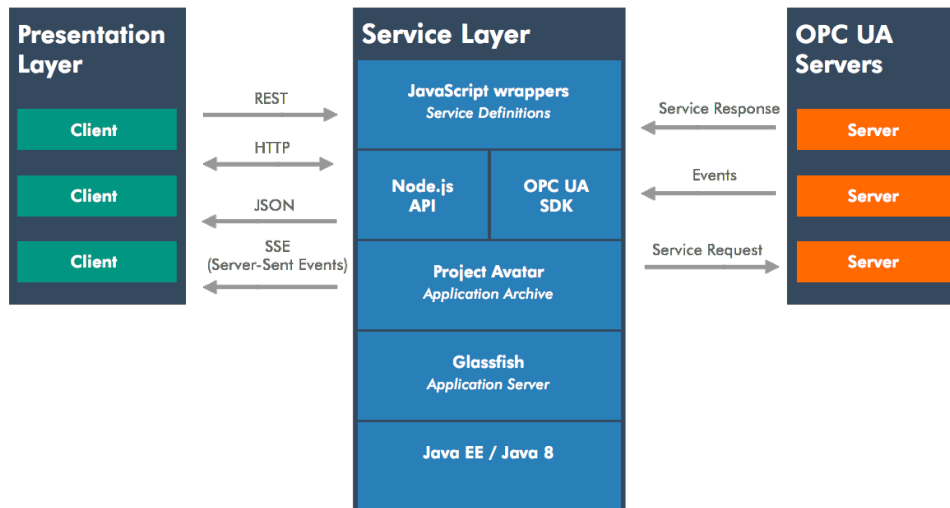 Presentation
Layer
Client
Client
Client
REST
HTTP
JSON
SSE
(Server-Sent Events)
Service Layer
JavaScript wrappers
Service Definitions
Node.js
API
OPC UA
SDK
Project Avatar
Application Archive
Glassfish
Application Server
Java EE / Java 8
Service Response
Events
Service Request
OPC UA
Servers
Server
Server
Server